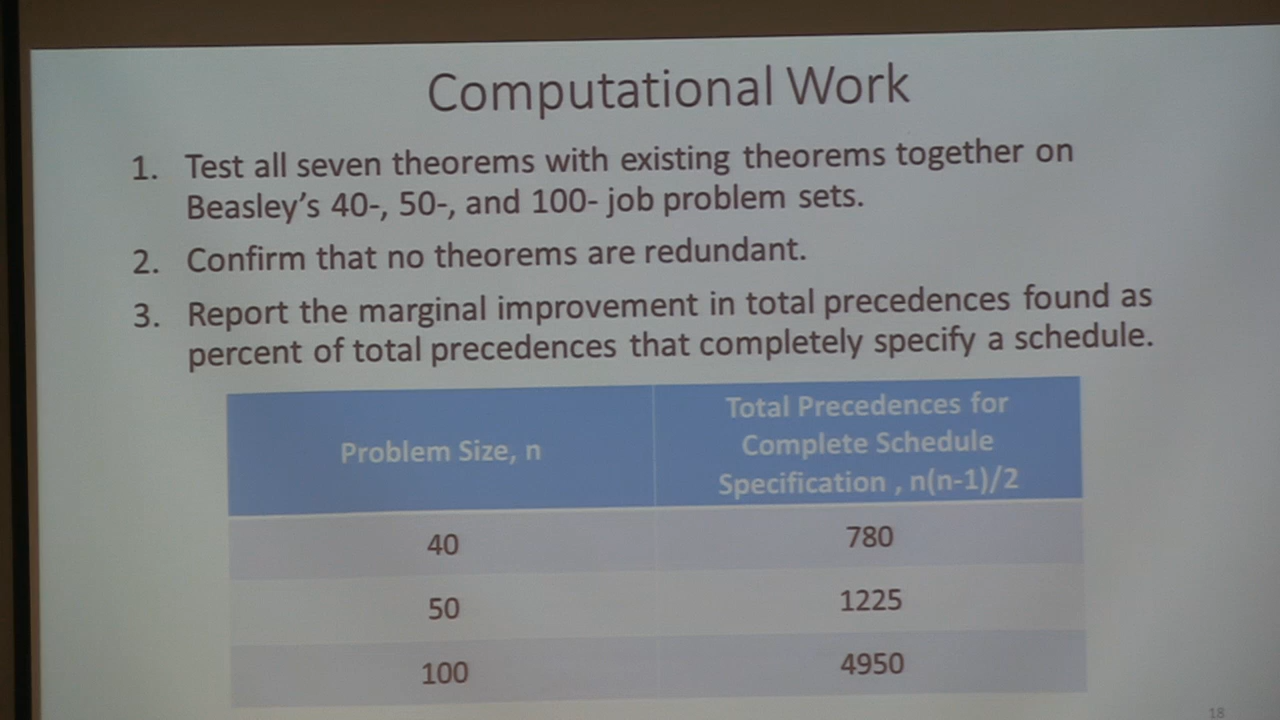 Computational Work
1. Test all seven theorems with existing theorems together on
Beasley's 40-, 50-, and 100- job problem sets.
2. Confirm that no theorems are redundant.
3. Report the marginal improvement in total precedences found as
percent of total precedences that completely specify a schedule.
Problem Size, n
Total Precedences for
Complete Schedule
Specification , n(n-1)/2
40 780
50 1225
100 4950
18